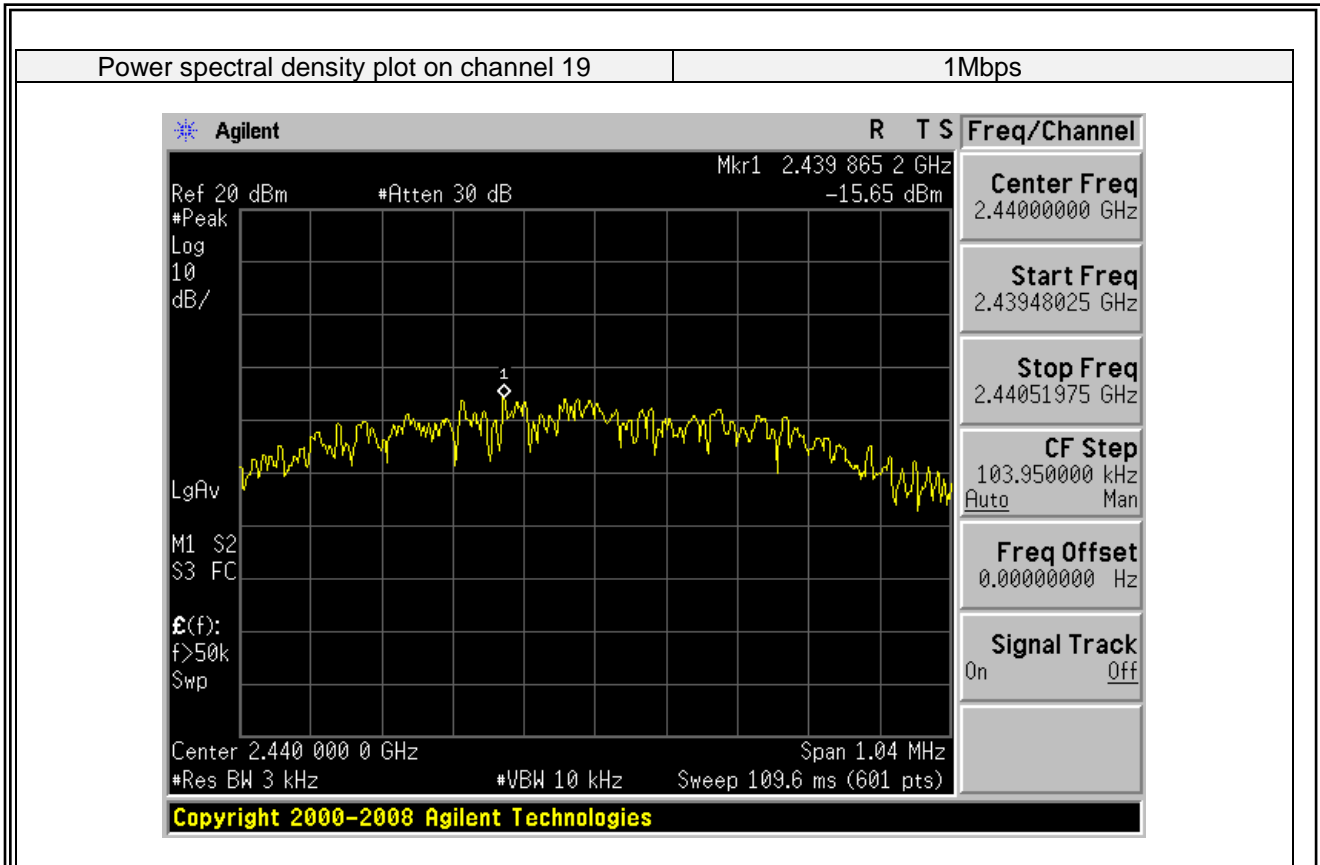 Power spectral density plot on channel 19 1Mbps
Agilent R T S Freq/Channel
Mkr1 2.439 865 2 GHz
Ref 20 dBm #Atten 30 dB -15.65 dBm
#Peak
Log
10
dB/
1
LgAv
M1 S2
S3 FC
£(f):
f>50k
Swp
Center 2.440 000 0 GHz Span 1.04 MHz
#Res BW 3 kHz #VBW 10 kHz Sweep 109.6 ms (601 pts)
Center Freq
2.44000000 GHz
Start Freq
2.43948025 GHz
Stop Freq
2.44051975 GHz
CF Step
103.950000 kHz
Auto Man
Freq Offset
0.00000000 Hz
Signal Track
On Off
Copyright 2000-2008 Agilent Technologies